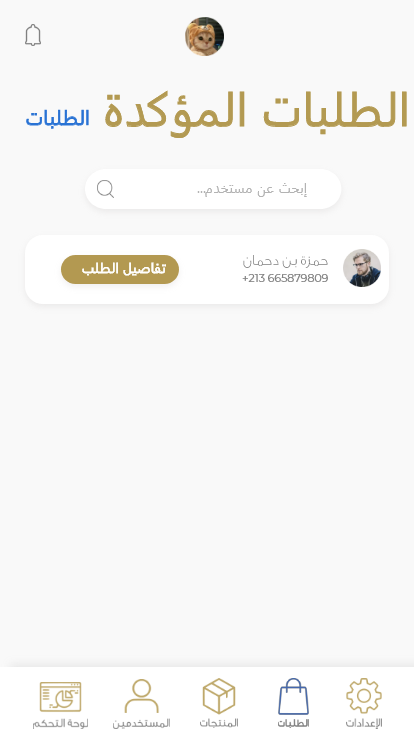 الطلبات المؤكدة
الطلبات
إبحث عن مستخدم...
حمزة بن دحمان
+213 665879809
تفاصيل الطلب
الإعدادات
الطلبات
المنتجات
المستخدمين
لوحة التحكم